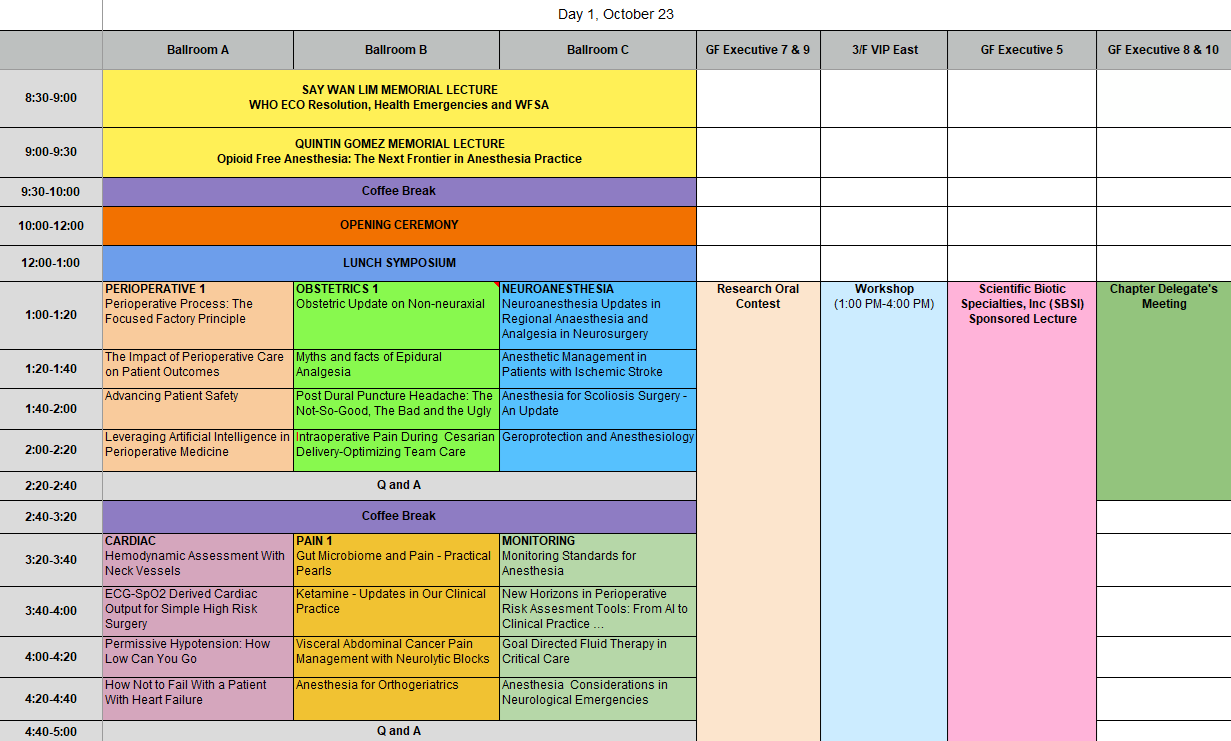 Day 1, October 23
Ballroom A
Ballroom B
Ballroom C
GF Executive 7 & 9
3/F VIP East
GF Executive 5
GF Executive 8 & 10
8:30-9:00
SAY WAN LIM MEMORIAL LECTURE
WHO ECO Resolution, Health Emergencies and WFSA
9:00-9:30
QUINTIN GOMEZ MEMORIAL LECTURE
Opioid Free Anesthesia: The Next Frontier in Anesthesia Practice
9:30-10:00
Coffee Break
10:00-12:00
OPENING CEREMONY
12:00-1:00
LUNCH SYMPOSIUM
1:00-1:20
PERIOPERATIVE 1
Perioperative Process: The
Focused Factory Principle
OBSTETRICS 1
Obstetric Update on Non-neuraxial
NEUROANESTHESIA
Neuroanesthesia Updates in
Regional Anaesthesia and
Analgesia in Neurosurgery
Research Oral
Contest
Workshop
(1:00 PM-4:00 PM)
Scientific Biotic
Specialties, Inc (SBSI)
Sponsored Lecture
Chapter Delegate's
Meeting
1:20-1:40
The Impact of Perioperative Care
on Patient Outcomes
Myths and facts of Epidural
Analgesia
Anesthetic Management in
Patients with Ischemic Stroke
1:40-2:00
Advancing Patient Safety
Post Dural Puncture Headache: The
Not-So-Good, The Bad and the Ugly
Anesthesia for Scoliosis Surgery -
An Update
2:00-2:20
Leveraging Artificial Intelligence in
Perioperative Medicine
Intraoperative Pain During Cesarian
Delivery-Optimizing Team Care
Geroprotection and Anesthesiology
2:20-2:40
Q and A
2:40-3:20
Coffee Break
3:20-3:40
CARDIAC
Hemodynamic Assessment With
Neck Vessels
PAIN 1
Gut Microbiome and Pain - Practical
Pearls
MONITORING
Monitoring Standards for
Anesthesia
3:40-4:00
ECG-SpO2 Derived Cardiac
Output for Simple High Risk
Surgery
Ketamine - Updates in Our Clinical
Practice
New Horizons in Perioperative
Risk Assesment Tools: From AI to
Clinical Practice ...
4:00-4:20
Permissive Hypotension: How
Low Can You Go
Visceral Abdominal Cancer Pain
Management with Neurolytic Blocks
Goal Directed Fluid Therapy in
Critical Care
4:20-4:40
How Not to Fail With a Patient
With Heart Failure
Anesthesia for Orthogeriatrics
Anesthesia Considerations in
Neurological Emergencies
4:40-5:00
Q and A